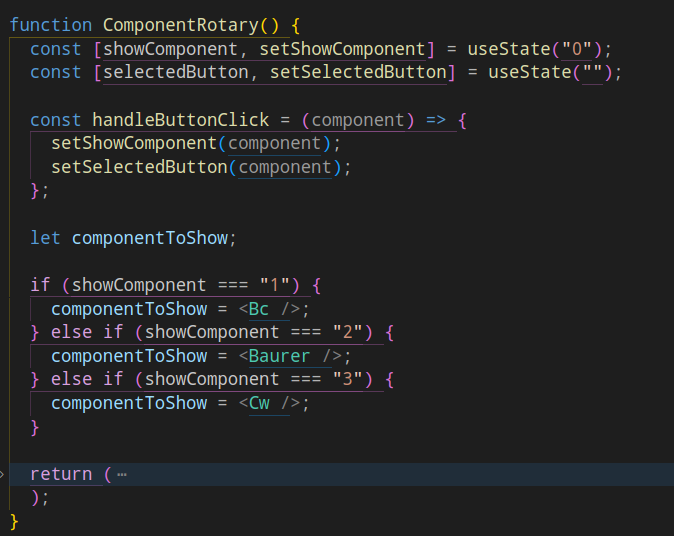 function ComponentRotary() {
const [showComponent, setShowComponent] = useState("0");
const [selectedButton, setSelectedButton] = useState("");
const handleButtonClick = (component) => {
setShowComponent(component);
setSelectedButton(component);
};
let componentToShow;
if (showComponent === "1") {
componentToShow = <Bc />;
} else if (showComponent === "2") {
componentToShow = <Baurer />;
} else if (showComponent === "3") {
componentToShow = <Cw />;
}
return (⋯
);
}